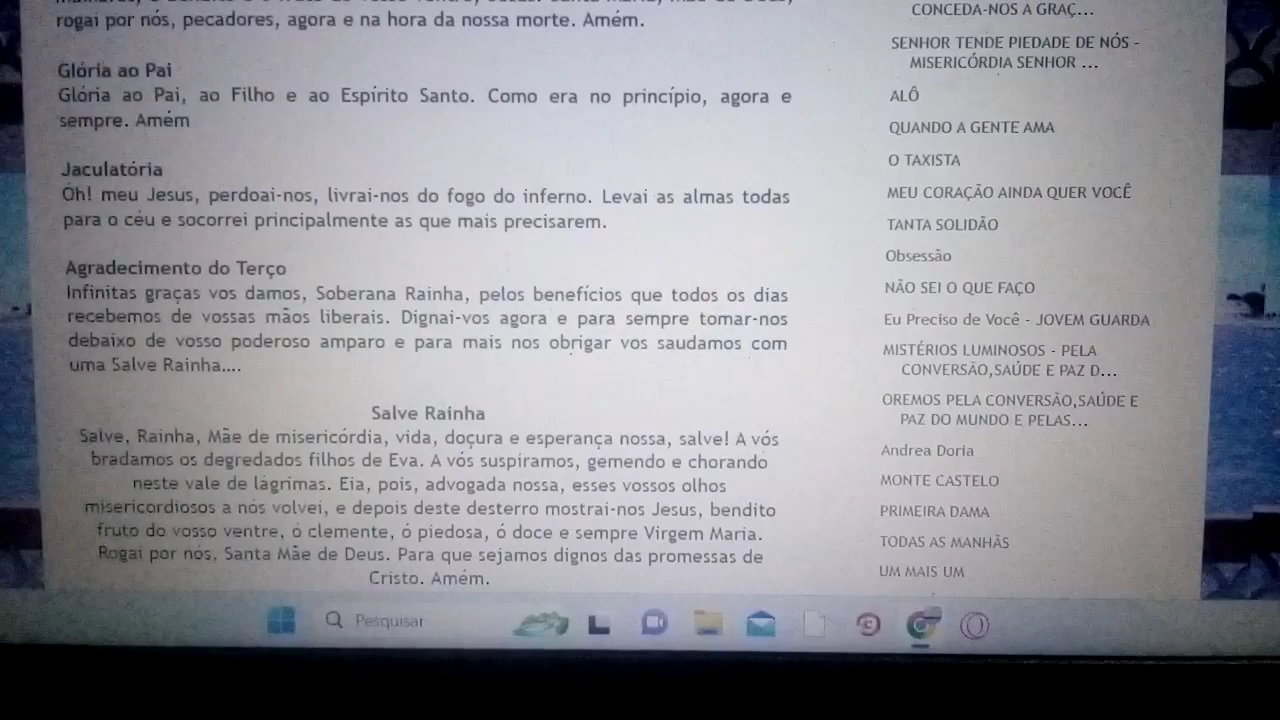 rogai por nós, pecadores, agora e na hora da nossa morte. Amém.
Glória ao Pai
Glória ao Pai, ao Filho e ao Espírito Santo. Como era no princípio, agora e
sempre. Amém
Jaculatória
Óh! meu Jesus, perdoai-nos, livrai-nos do fogo do inferno. Levai as almas todas
para o céu e socorrei principalmente as que mais precisarem.
Agradecimento do Terço
Infinitas graças vos damos, Soberana Rainha, pelos benefícios que todos os dias
recebemos de vossas mãos liberais. Dignai-vos agora e para sempre tomar-nos
debaixo de vosso poderoso amparo e para mais nos obrigar vos saudamos com
uma Salve Rainha....
Salve Rainha
Salve, Rainha, Mãe de misericórdia, vida, doçura e esperança nossa, salve! A vós
bradamos os degredados filhos de Eva. A vós suspiramos, gemendo e chorando
neste vale de lágrimas. Eia, pois, advogada nossa, esses vossos olhos
misericordiosos a nós volvei, e depois deste desterro mostrai-nos Jesus, bendito
fruto do vosso ventre, ó clemente, ó piedosa, ó doce e sempre Virgem Maria.
Rogai por nós, Santa Mãe de Deus. Para que sejamos dignos das promessas de
Cristo. Amém.
CONCEDA-NOS A GRAÇ...
SENHOR TENDE PIEDADE DE NÓS -
MISERICÓRDIA SENHOR ...
ALÔ
QUANDO A GENTE AMA
O TAXISTA
MEU CORAÇÃO AINDA QUER VOCÊ
TANTA SOLIDÃO
Obsessão
NÃO SEI O QUE FAÇO
Eu Preciso de Você - JOVEM GUARDA
MISTÉRIOS LUMINOSOS - PELA
CONVERSÃO,SAÚDE E PAZ D...
OREMOS PELA CONVERSÃO,SAÚDE E
PAZ DO MUNDO E PELAS...
Andrea Doria
MONTE CASTELO
PRIMEIRA DAMA
TODAS AS MANHÃS
UM MAIS UM
Pesquisar